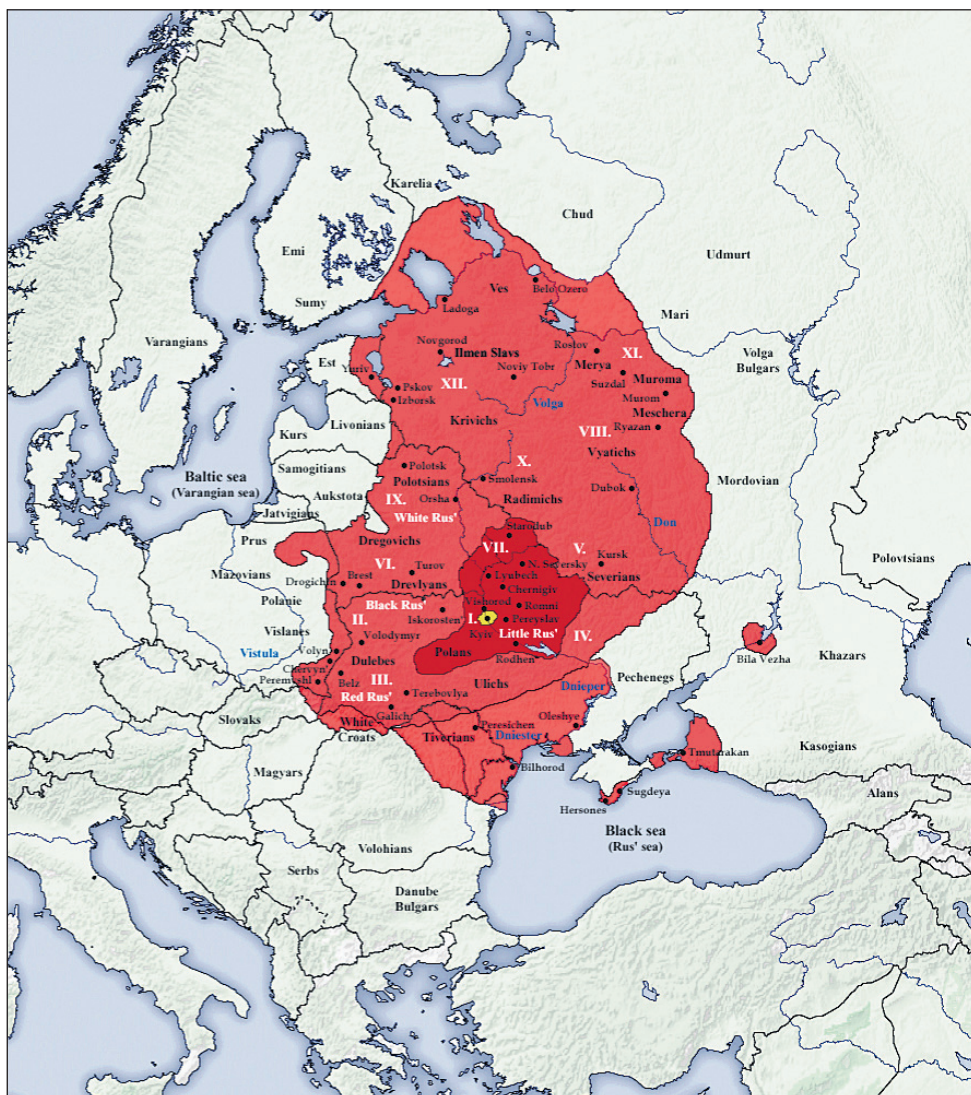 Karelia
Chud
Emi
Udmurt
Ves
Belo Ozero
Sumy
Ladoga
Mari
Varangians
Novgorod
Ilmen Slavs
Rostov
XI.
Volga
Bulgars
Est
Yuriv
Merya
Noviy Tobr
Suzdal
Muroma
Pskov
XII.
Izborsk
Murom
Volga
Meschera
Livonians
Krivichs
Ryazan
Kurs
VIII.
Vyatichs
Baltic sea
(Varangian sea)
Samogitians
Polotsk
X.
Polotsians
Smolensk
Mordovian
Aukstota
IX.
Orsha
Radimichs
Dubok
Jatvigians
White Rus'
Don
Starodub
Prus
Dregovichs
VII.
V.
Kursk
Polovtsians
Mazovians
VI.
Turov
N. Seversky
Drogichin
Brest
Drevlyans
Lyubech
Severians
Chernigiv
Polanie
Black Rus'
Vishorod
Romni
II.
Iskorosten'
I.
Pereyslav
Vislanes
Kyiv
Little Rus'
IV.
Volodymyr
Vistula
Volyn
Polans
Rodhen'
Bila Vezha
Khazars
Chervyn'
Dulebes
Peremyshl
Belz
III.
Ulichs
Dnieper
Pechenegs
Red Rus'
Terebovlya
Slovaks
White
Croats
Galich
Peresichen
Oleshye
Tiverians
Dniester
Kasogians
Tmutarakan
Magyars
Bilhorod
Sugdeya
Alans
Hersones
Black sea
(Rus' sea)
Volohians
Serbs
Danube
Bulgars